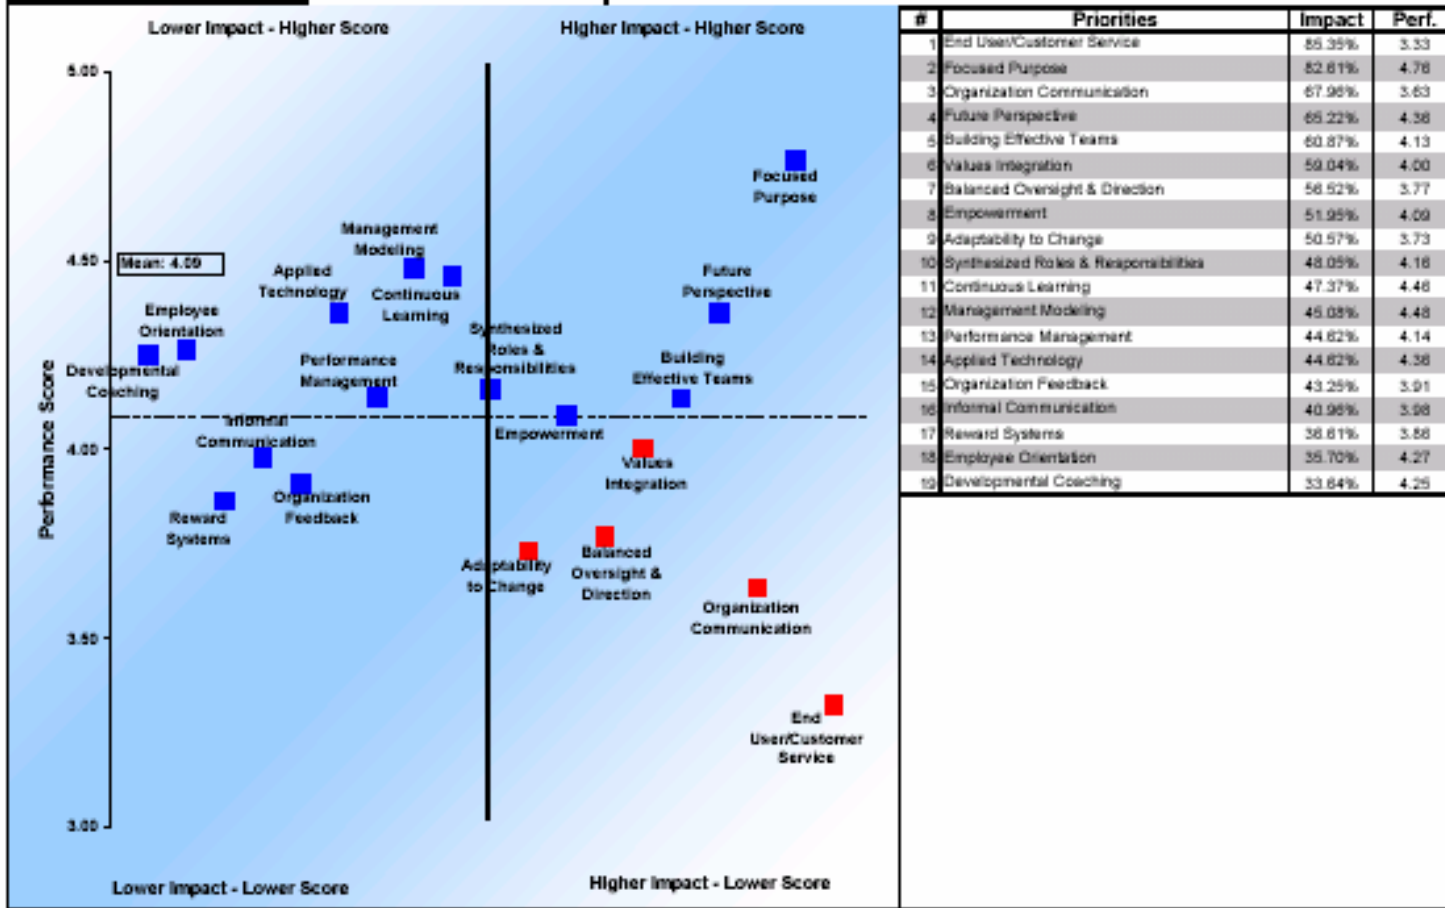 Lower Impact - Higher Score
Higher Impact - Higher Score
5.00
4.50
4.00
3.50
3.00
Performance Score
Mean: 4.09
Focused
Purpose
Management
Modeling
Applied
Technology
Continuous
Learning
Future
Perspective
Employee
Orientation
Synthesized
Roles &
Responsibilities
Developmental
Coaching
Performance
Management
Building
Effective Teams
Informal
Communication
Empowerment
Values
Integration
Organization
Feedback
Reward
Systems
Adaptability
to Change
Balanced
Oversight &
Direction
Organization
Communication
End
User/Customer
Service
Lower Impact - Lower Score
Higher Impact - Lower Score
# Priorities Impact Perf.
1 End User/Customer Service 85.35% 3.33
2 Focused Purpose 82.61% 4.76
3 Organization Communication 67.96% 3.63
4 Future Perspective 65.22% 4.36
5 Building Effective Teams 60.87% 4.13
6 Values Integration 59.04% 4.00
7 Balanced Oversight & Direction 56.52% 3.77
8 Empowerment 51.95% 4.09
9 Adaptability to Change 50.57% 3.73
10 Synthesized Roles & Responsibilities 48.05% 4.16
11 Continuous Learning 47.37% 4.46
12 Management Modeling 45.08% 4.48
13 Performance Management 44.62% 4.14
14 Applied Technology 44.62% 4.36
15 Organization Feedback 43.25% 3.91
16 Informal Communication 40.96% 3.98
17 Reward Systems 36.61% 3.86
18 Employee Orientation 35.70% 4.27
19 Developmental Coaching 33.64% 4.25